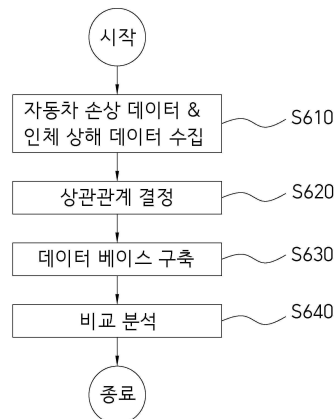 시작
자동차 손상 데이터 &
인체 상해 데이터 수집
S610
상관관계 결정
S620
데이터 베이스 구축
S630
비교 분석
S640
종료